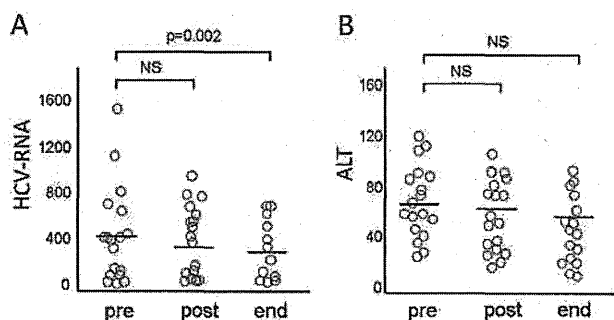 A
p=0.002
NS
HCV-RNA
1600
1200
800
400
0
pre post end
B
NS
NS
ALT
160
120
80
40
0
pre post end